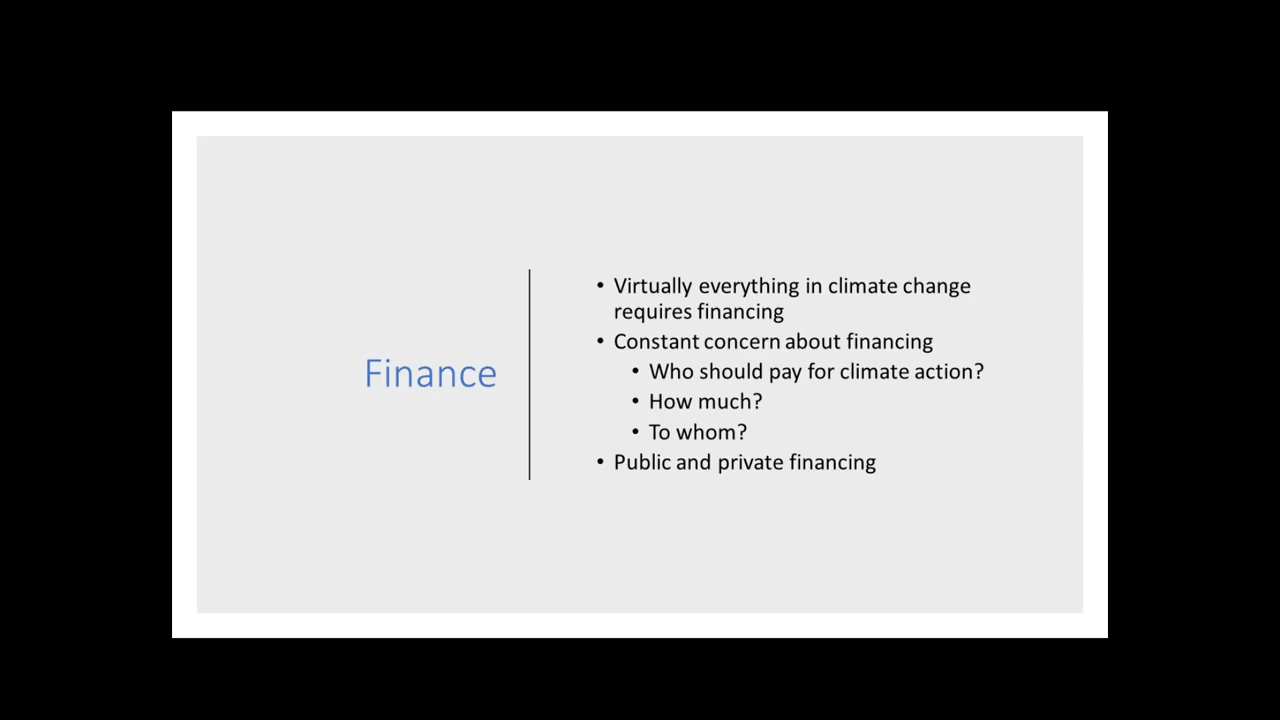 Finance
• Virtually everything in climate change
requires financing
• Constant concern about financing
• Who should pay for climate action?
• How much?
• To whom?
• Public and private financing